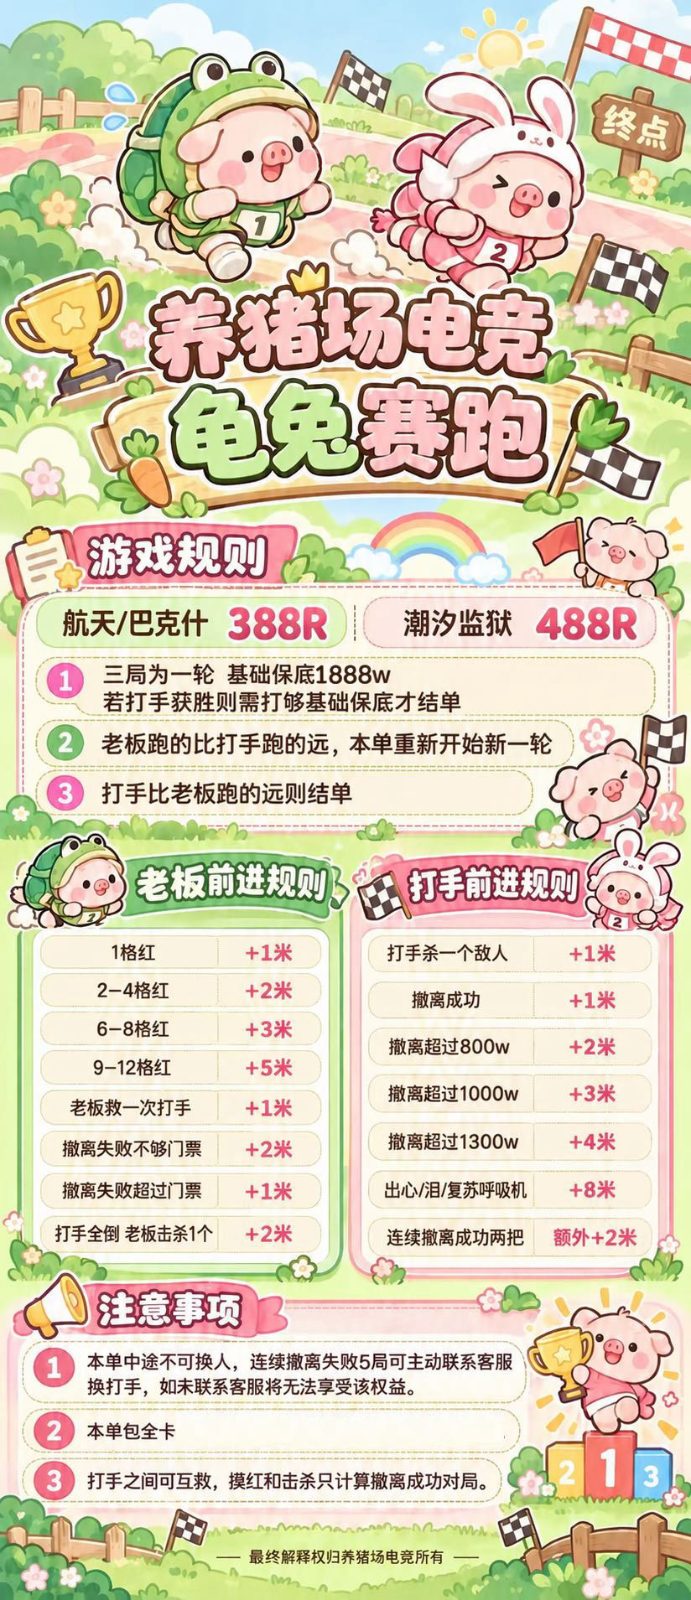 终点
1
2
养猪场电竞
龟兔赛跑
游戏规则
航天/巴克什 388R
潮汐监狱 488R
1 三局为一轮 基础保底1888w
若打手获胜则需打够基础保底才结单
2 老板跑的比打手跑的远，本单重新开始新一轮
3 打手比老板跑的远则结单
老板前进规则
1格红 +1米
2-4格红 +2米
6-8格红 +3米
9-12格红 +5米
老板救一次打手 +1米
撤离失败不够门票 +2米
撤离失败超过门票 +1米
打手全倒 老板击杀1个 +2米
打手前进规则
2
打手杀一个敌人 +1米
撤离成功 +1米
撤离超过800w +2米
撤离超过1000w +3米
撤离超过1300w +4米
出心/泪/复苏呼吸机 +8米
连续撤离成功两把 额外+2米
注意事项
1 本单中途不可换人，连续撤离失败5局可主动联系客服
换打手，如未联系客服将无法享受该权益。
2 本单包全卡
3 打手之间可互救，摸红和击杀只计算撤离成功对局。
2 1 3
最终解释权归养猪场电竞所有